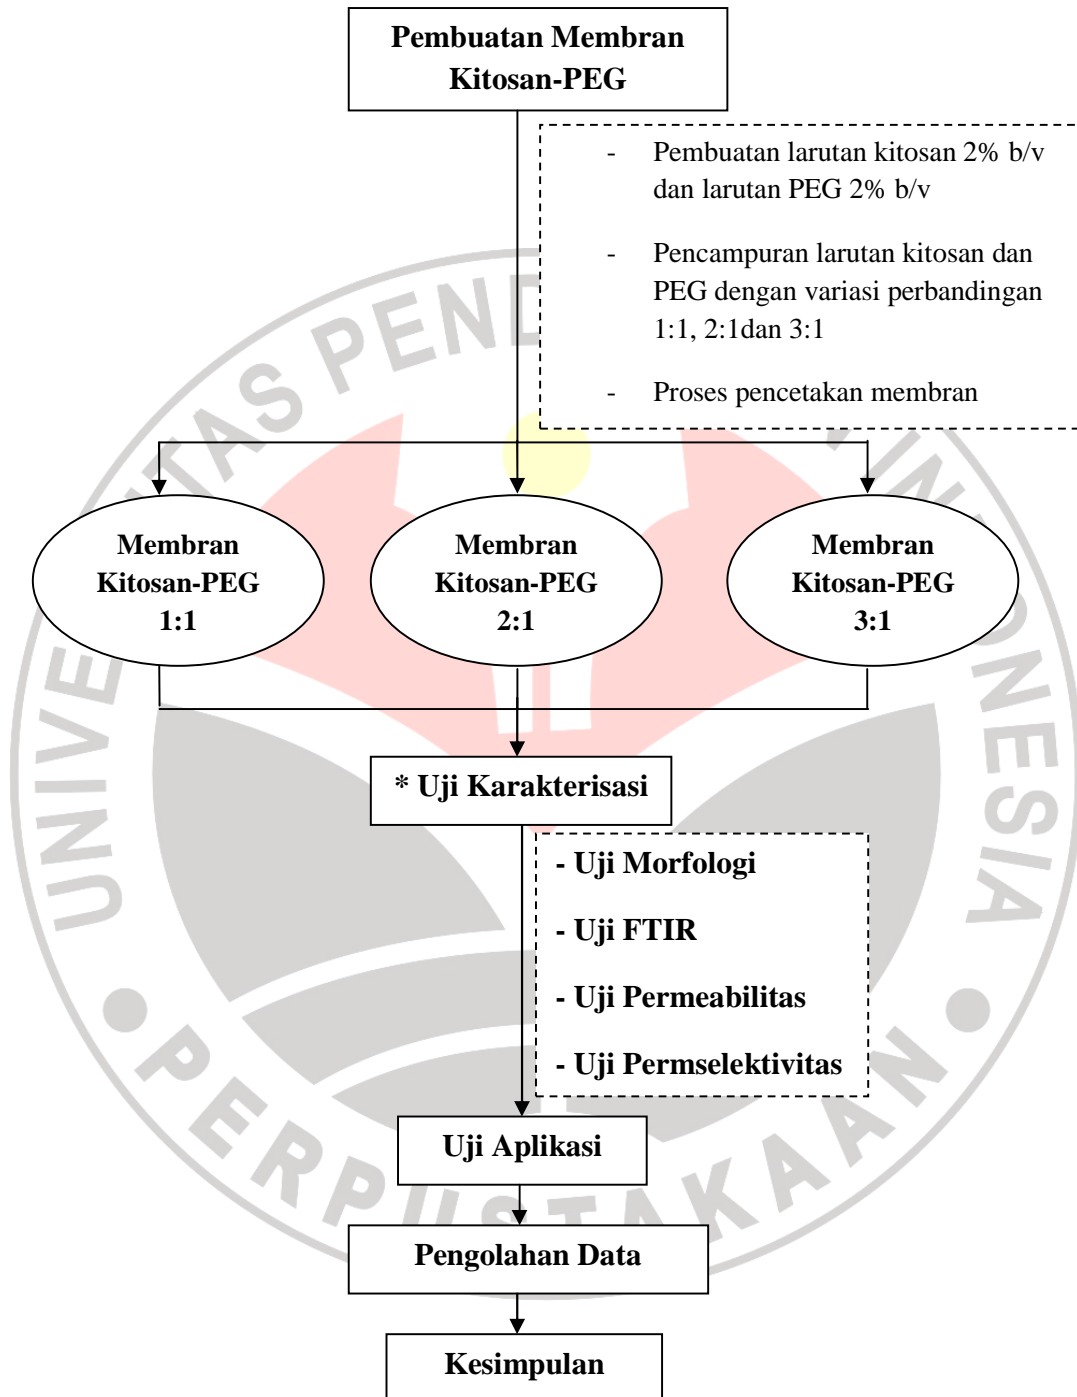 Pembuatan Membran
Kitosan-PEG
- Pembuatan larutan kitosan 2% b/v
dan larutan PEG 2% b/v
- Pencampuran larutan kitosan dan
PEG dengan variasi perbandingan
1:1, 2:1dan 3:1
- Proses pencetakan membran
Membran
Kitosan-PEG
1:1
Membran
Kitosan-PEG
2:1
Membran
Kitosan-PEG
3:1
* Uji Karakterisasi
- Uji Morfologi
- Uji FTIR
- Uji Permeabilitas
- Uji Permselektivitas
Uji Aplikasi
Pengolahan Data
Kesimpulan
PERPUSTAKAAN